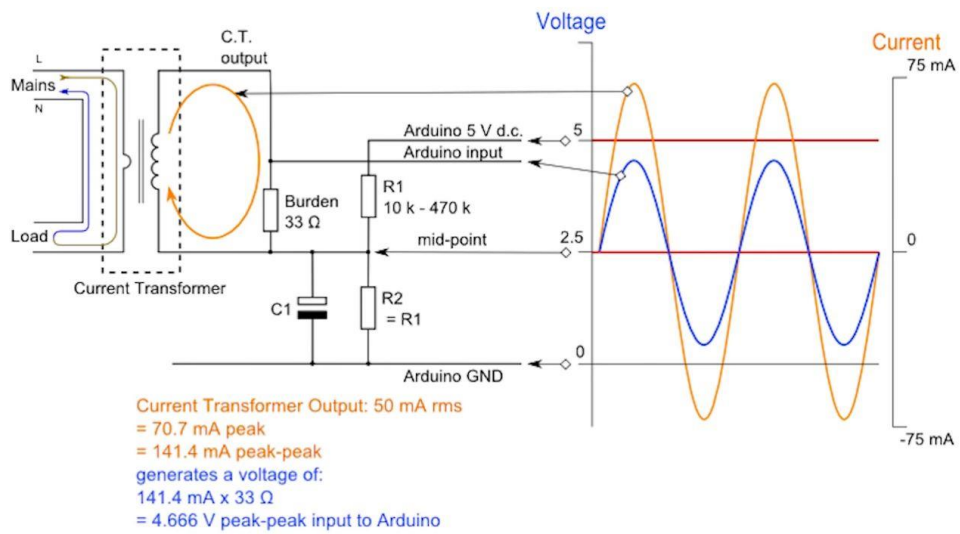 Voltage
C.T.
output
Current
75 mA
L
Mains
N
Arduino 5 V d.c.
5
Arduino input
Burden
33 Ω
R1
10 k - 470 k
Load
mid-point
2.5
0
Current Transformer
C1
R2
= R1
0
Arduino GND
-75 mA
Current Transformer Output: 50 mA rms
= 70.7 mA peak
= 141.4 mA peak-peak
generates a voltage of:
141.4 mA x 33 Ω
= 4.666 V peak-peak input to Arduino